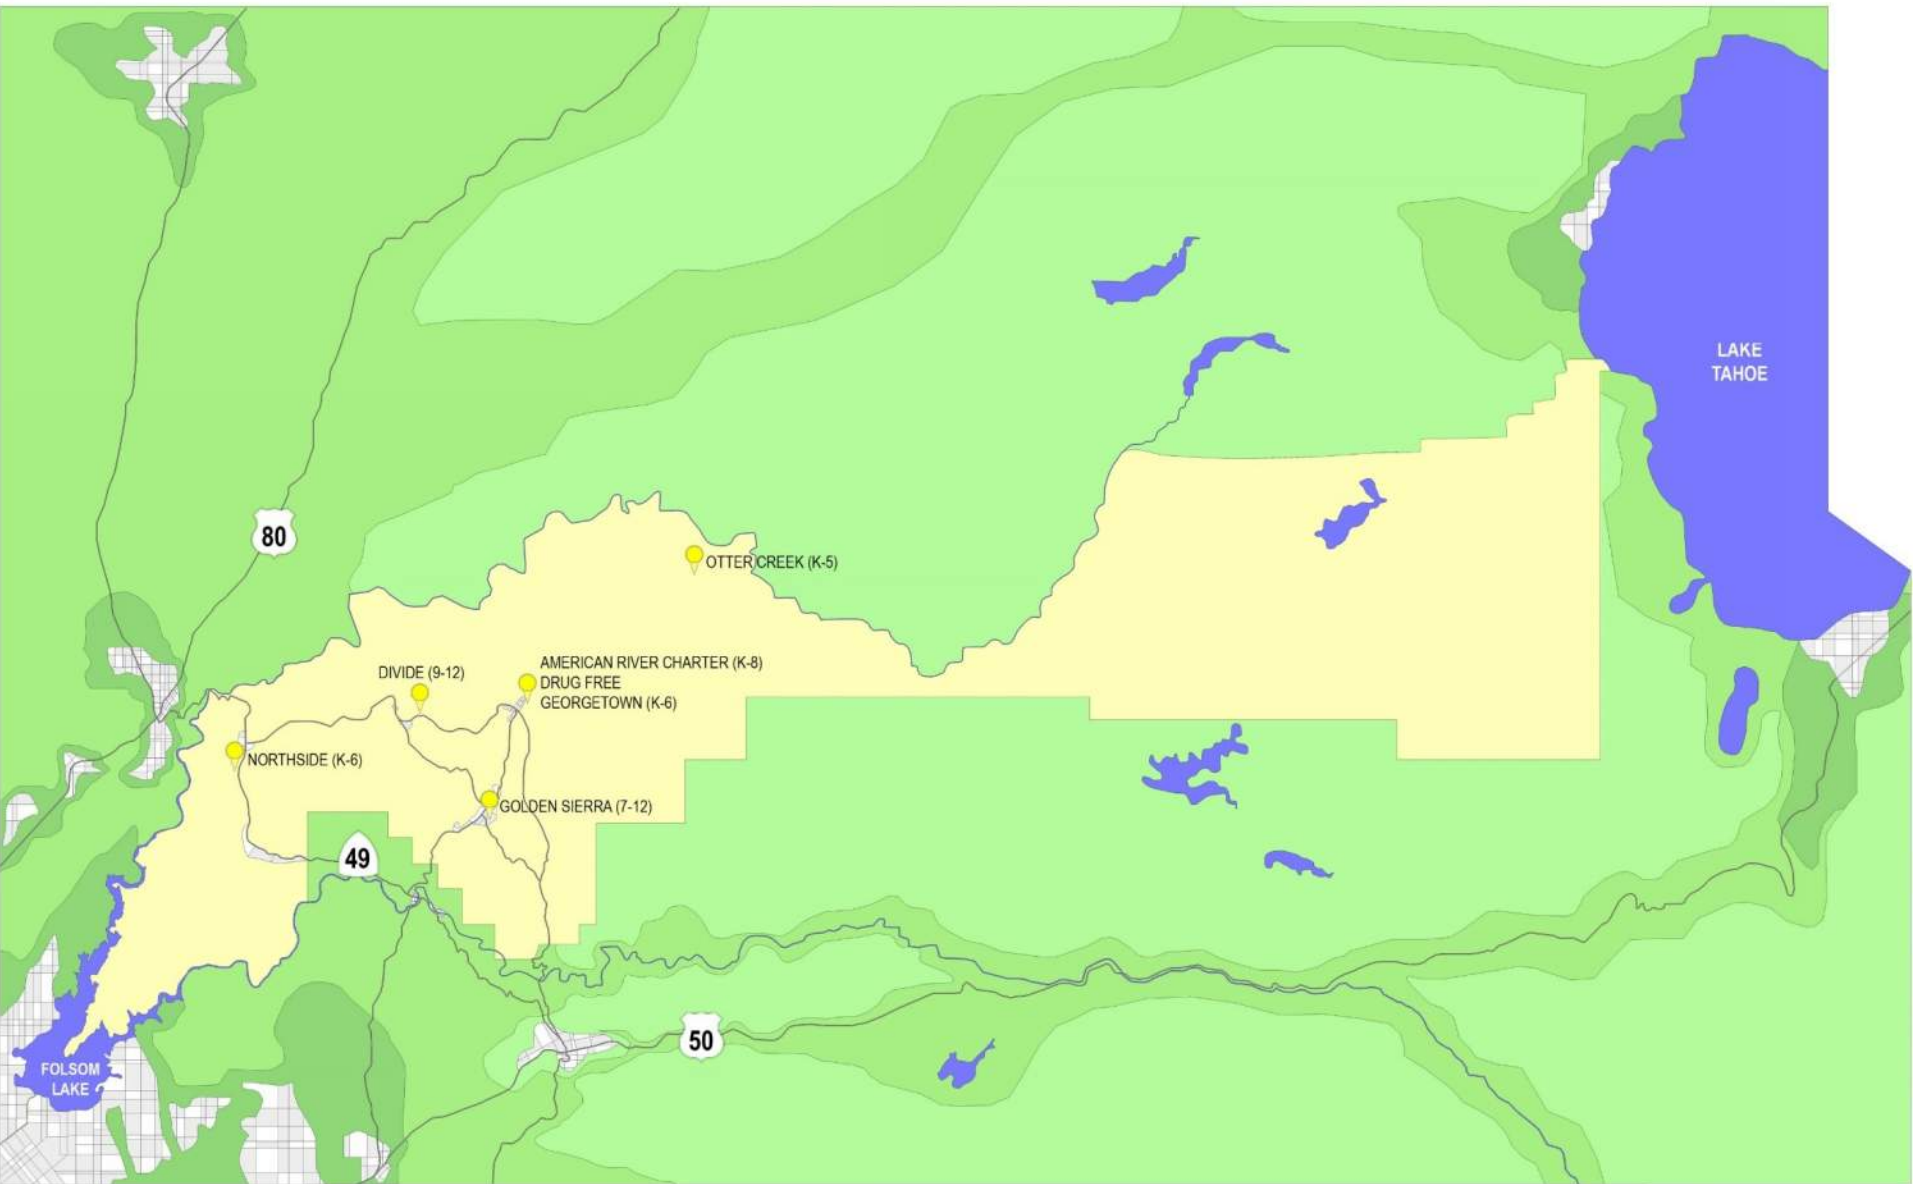 LAKE
TAHOE
80
OTTER CREEK (K-5)
DIVIDE (9-12)
AMERICAN RIVER CHARTER (K-8)
DRUG FREE
GEORGETOWN (K-6)
NORTHSIDE (K-6)
GOLDEN SIERRA (7-12)
49
50
FOLSOM
LAKE